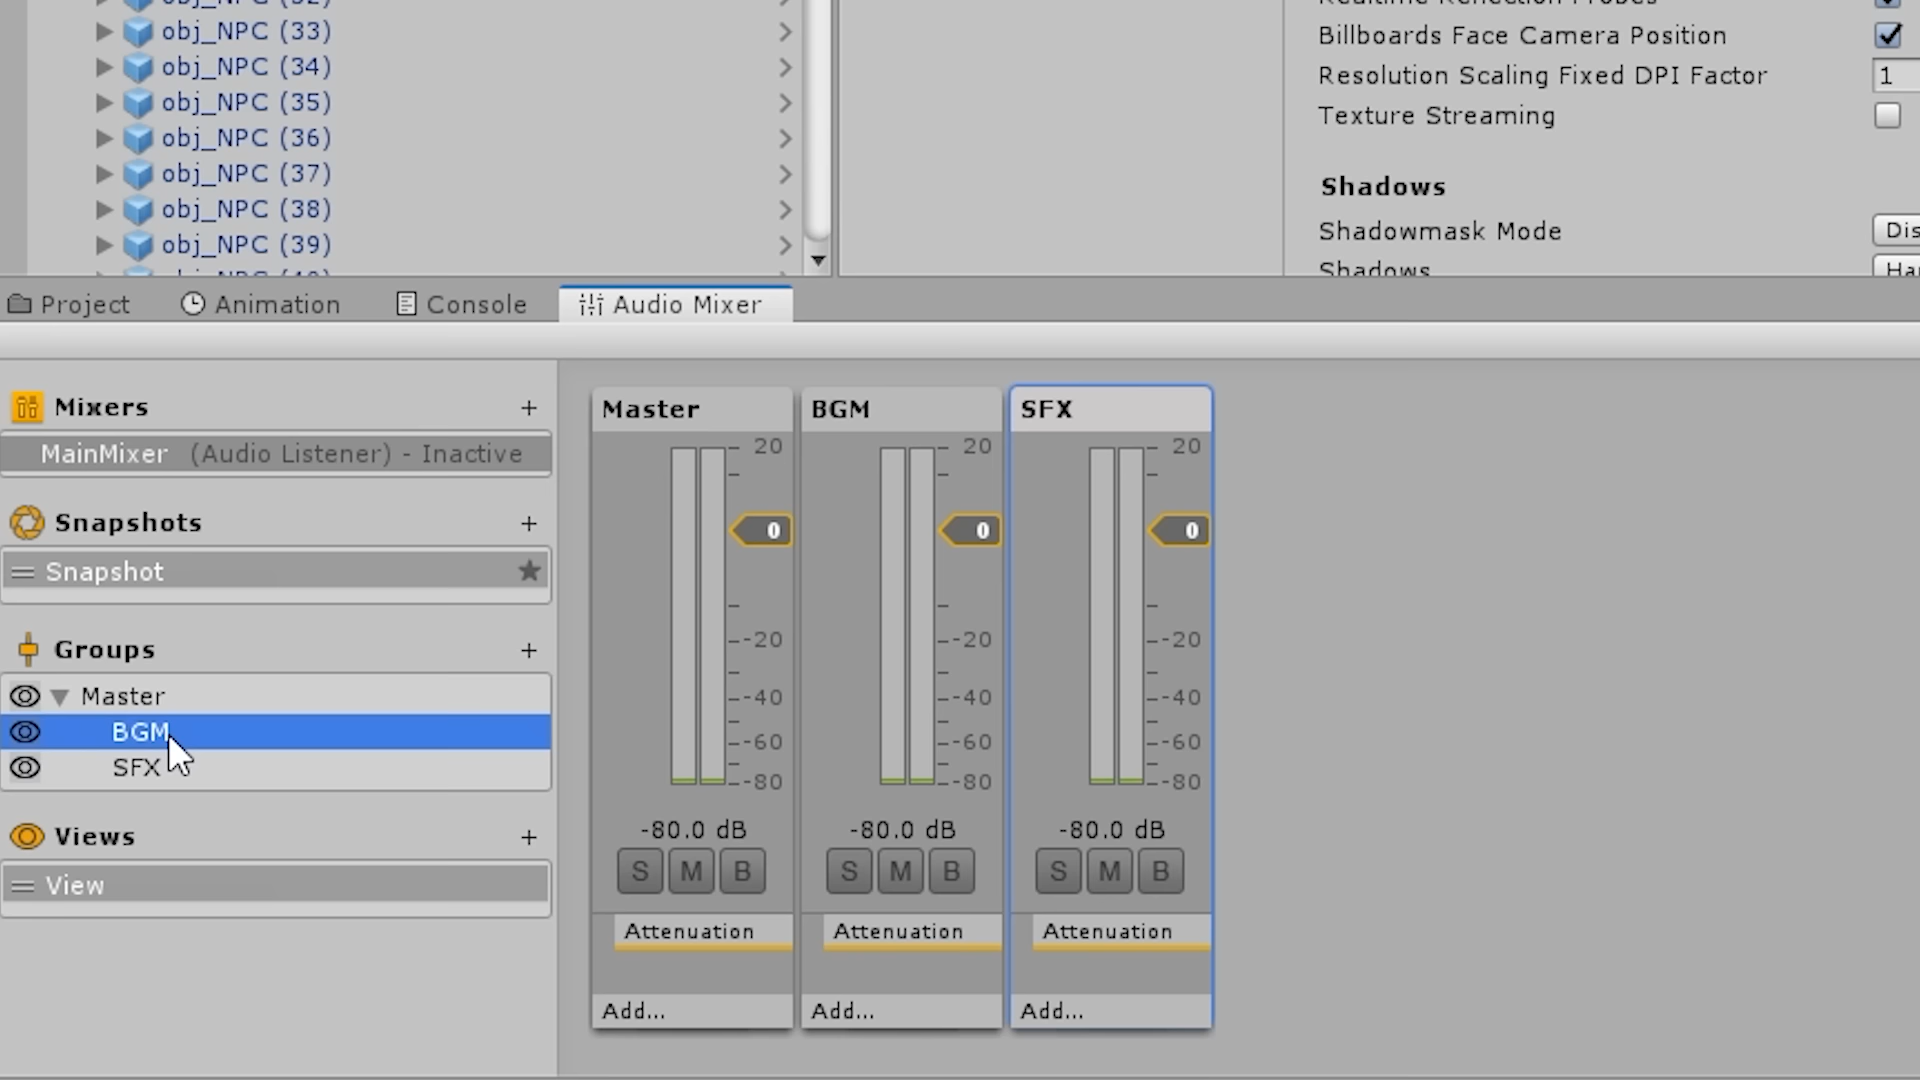 obj_NPC (33)
obj_NPC (34)
obj_NPC (35)
obj_NPC (36)
obj_NPC (37)
obj_NPC (38)
obj_NPC (39)
Billboards Face Camera Position
Resolution Scaling Fixed DPI Factor 1
Texture Streaming
Shadows
Shadowmask Mode Dis
Shadows Ha
Project Animation Console Audio Mixer
Mixers +
MainMixer (Audio Listener) - Inactive
Snapshots +
Snapshot
Groups +
Master
BGM
SFX
Views +
View
Master
20
0
-20
-40
-60
-80
-80.0 dB
S M B
Attenuation
Add...
BGM
20
0
-20
-40
-60
-80
-80.0 dB
S M B
Attenuation
Add...
SFX
20
0
-20
-40
-60
-80
-80.0 dB
S M B
Attenuation
Add...